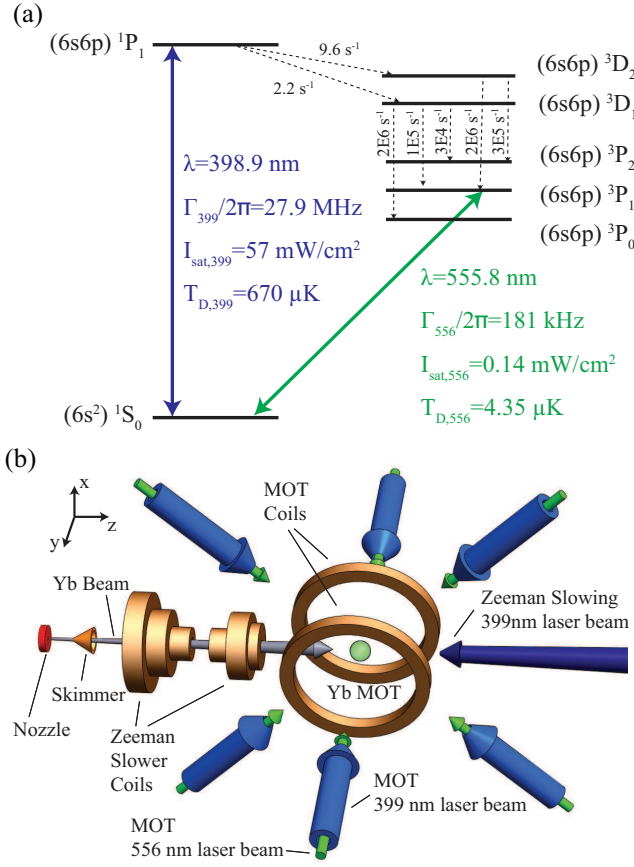 (a)
(6s6p) ¹P₁
9.6 s⁻¹
2.2 s⁻¹
(6s6p) ³D₂
(6s6p) ³D₁
2E6 s⁻¹
1E5 s⁻¹
3E4 s⁻¹
2E6 s⁻¹
3E5 s⁻¹
(6s6p) ³P₂
(6s6p) ³P₁
(6s6p) ³P₀
λ=398.9 nm
Γ₃₉₉/2π=27.9 MHz
I_sat,399=57 mW/cm²
T_D,399=670 µK
λ=555.8 nm
Γ₅₅₆/2π=181 kHz
I_sat,556=0.14 mW/cm²
T_D,556=4.35 µK
(6s²) ¹S₀
(b)
x
z
y
MOT
Coils
Yb Beam
Zeeman Slowing
399nm laser beam
Skimmer
Yb MOT
Nozzle
Zeeman
Slower
Coils
MOT
399 nm laser beam
MOT
556 nm laser beam